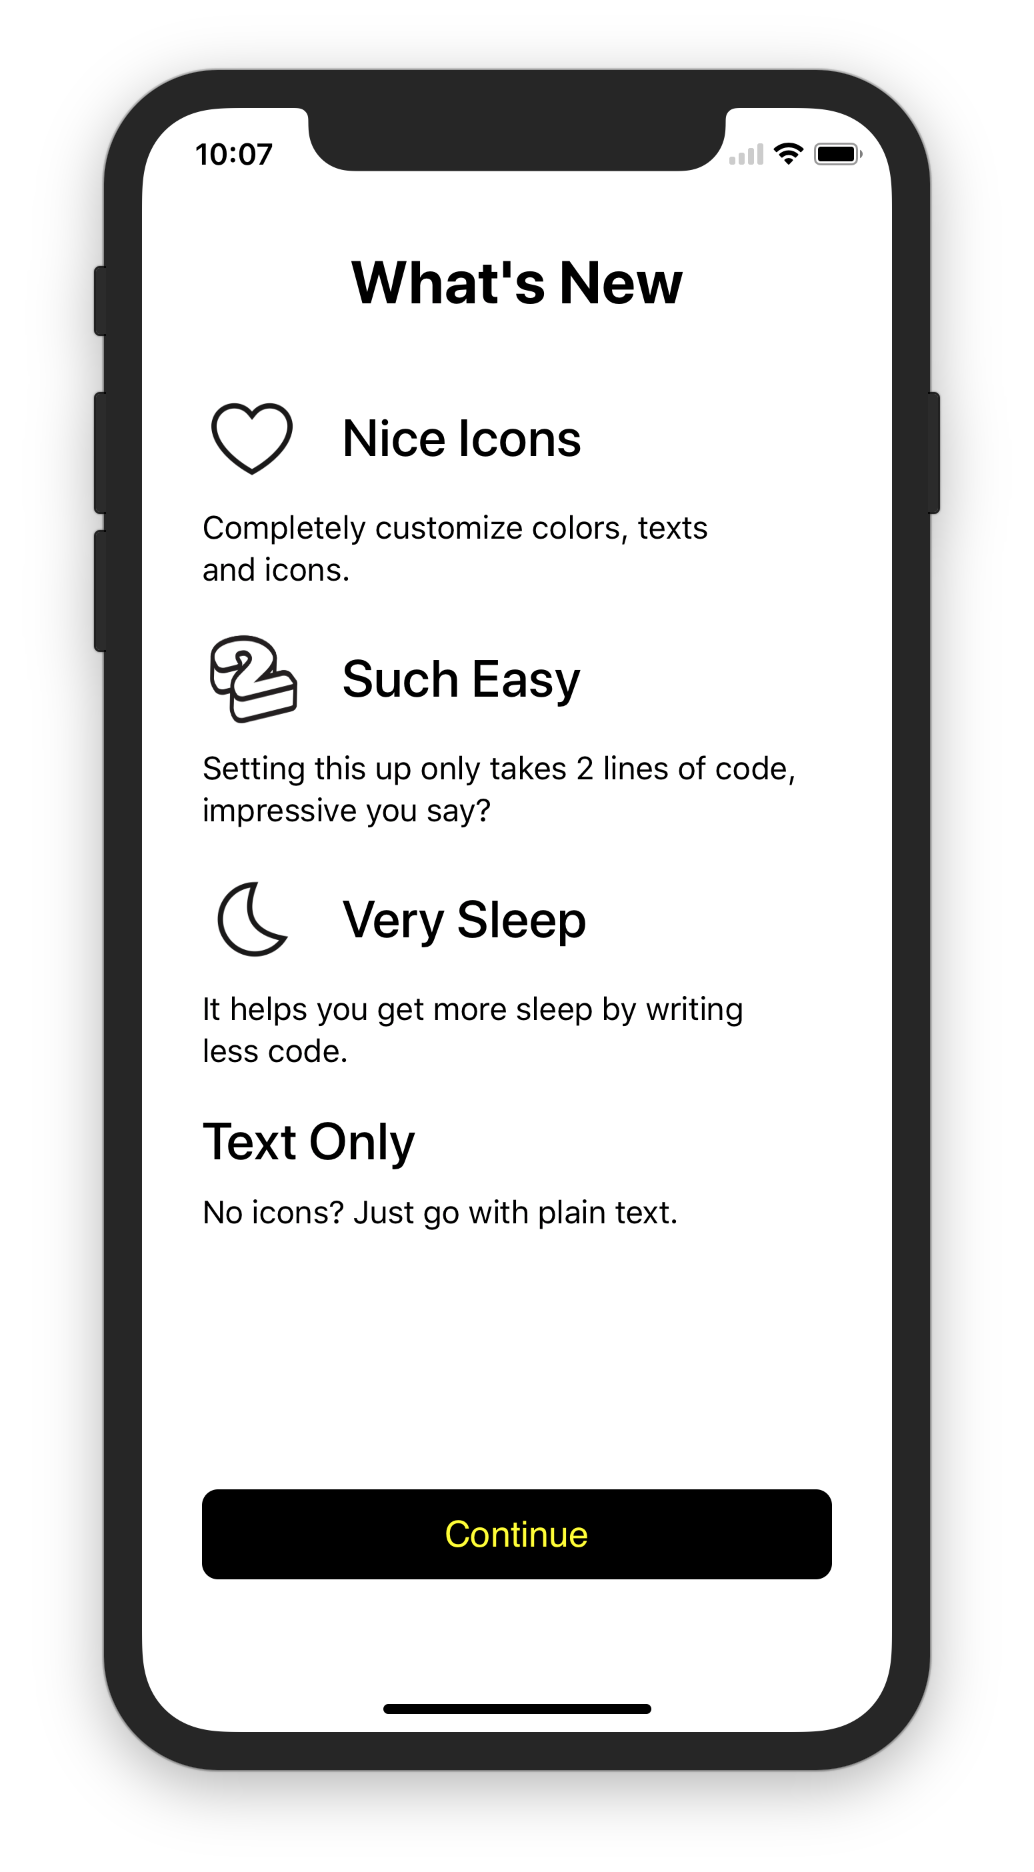 10:07
What's New
Nice Icons
Completely customize colors, texts
and icons.
2
Such Easy
Setting this up only takes 2 lines of code,
impressive you say?
Very Sleep
It helps you get more sleep by writing
less code.
Text Only
No icons? Just go with plain text.
Continue